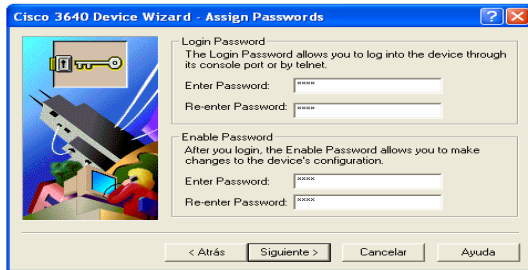 Cisco 3640 Device Wizard - Assign Passwords
Login Password
The Login Password allows you to log into the device through
its console port or by telnet.
Enter Password: ××××
Re-enter Password: ××××
Enable Password
After you login, the Enable Password allows you to make
changes to the device's configuration.
Enter Password: ××××
Re-enter Password: ××××
< Atrás
Siguiente >
Cancelar
Ayuda